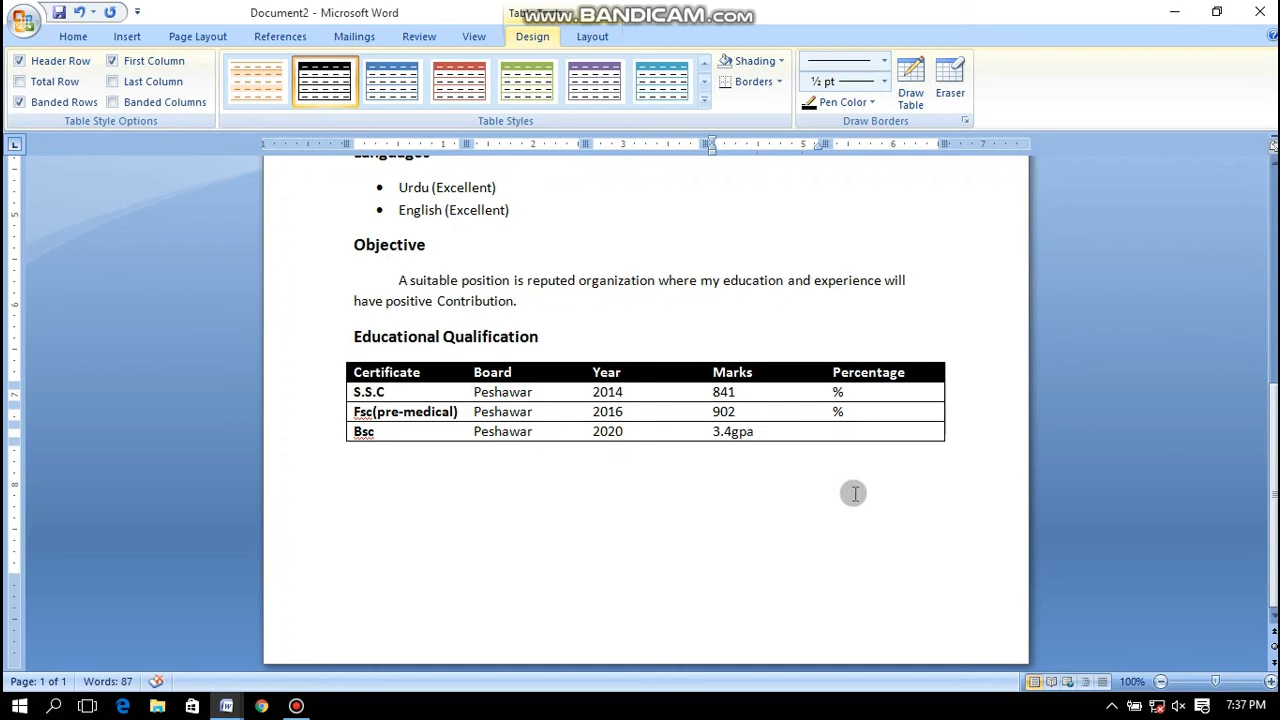 Document2 - Microsoft Word
www.BANDICAM.com
Home Insert Page Layout References Mailings Review View Design Layout
Header Row First Column
Total Row Last Column
Banded Rows Banded Columns
Table Style Options
Table Styles
Shading
Borders
½ pt
Pen Color
Draw Table
Eraser
Draw Borders
Languages
Urdu (Excellent)
English (Excellent)
Objective
A suitable position is reputed organization where my education and experience will
have positive Contribution.
Educational Qualification
Certificate Board Year Marks Percentage
S.S.C Peshawar 2014 841 %
Fsc(pre-medical) Peshawar 2016 902 %
Bsc Peshawar 2020 3.4gpa
Page: 1 of 1 Words: 87 100%
7:37 PM